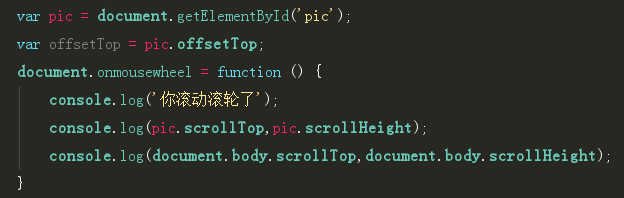 var pic = document.getElementById('pic');
var offsetTop = pic.offsetTop;
document.onmousewheel = function () {
    console.log('你滚动滚轮了');
    console.log(pic.scrollTop,pic.scrollHeight);
    console.log(document.body.scrollTop,document.body.scrollHeight);
}